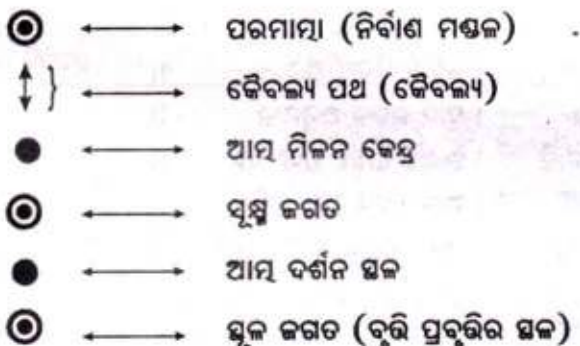 ପରମାତ୍ମା (ନିର୍ବାଣ ମଣ୍ଡଳ)
କୈବଲ୍ୟ ପଥ (କୈବଲ୍ୟ)
ଆତ୍ମ ମିଳନ କେନ୍ଦ୍ର
ସୂକ୍ଷ୍ମ ଜଗତ
ଆତ୍ମ ଦର୍ଶନ ସ୍ଥଳ
ସ୍ଥୂଳ ଜଗତ (ବୃତ୍ତି ପ୍ରବୃତ୍ତିର ସ୍ଥଳ)